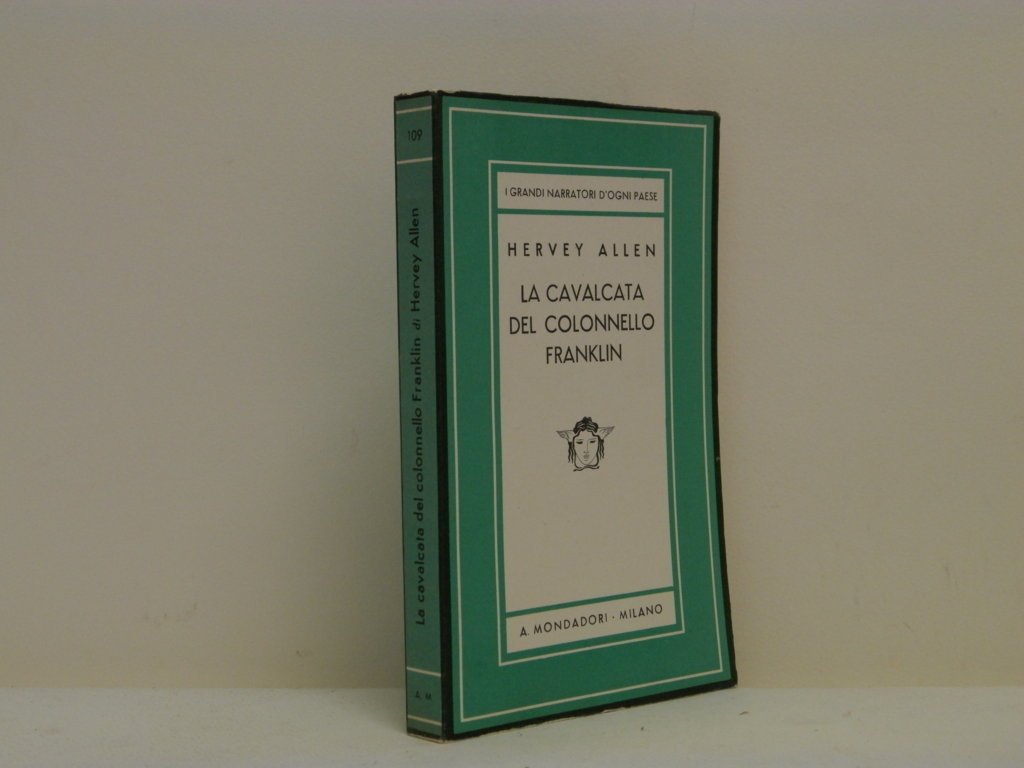 109
La cavalcata del colonnello Franklin di Hervey Allen
A. M
I GRANDI NARRATORI D'OGNI PAESE
HERVEY ALLEN
LA CAVALCATA
DEL COLONNELLO
FRANKLIN
A. MONDADORI · MILANO